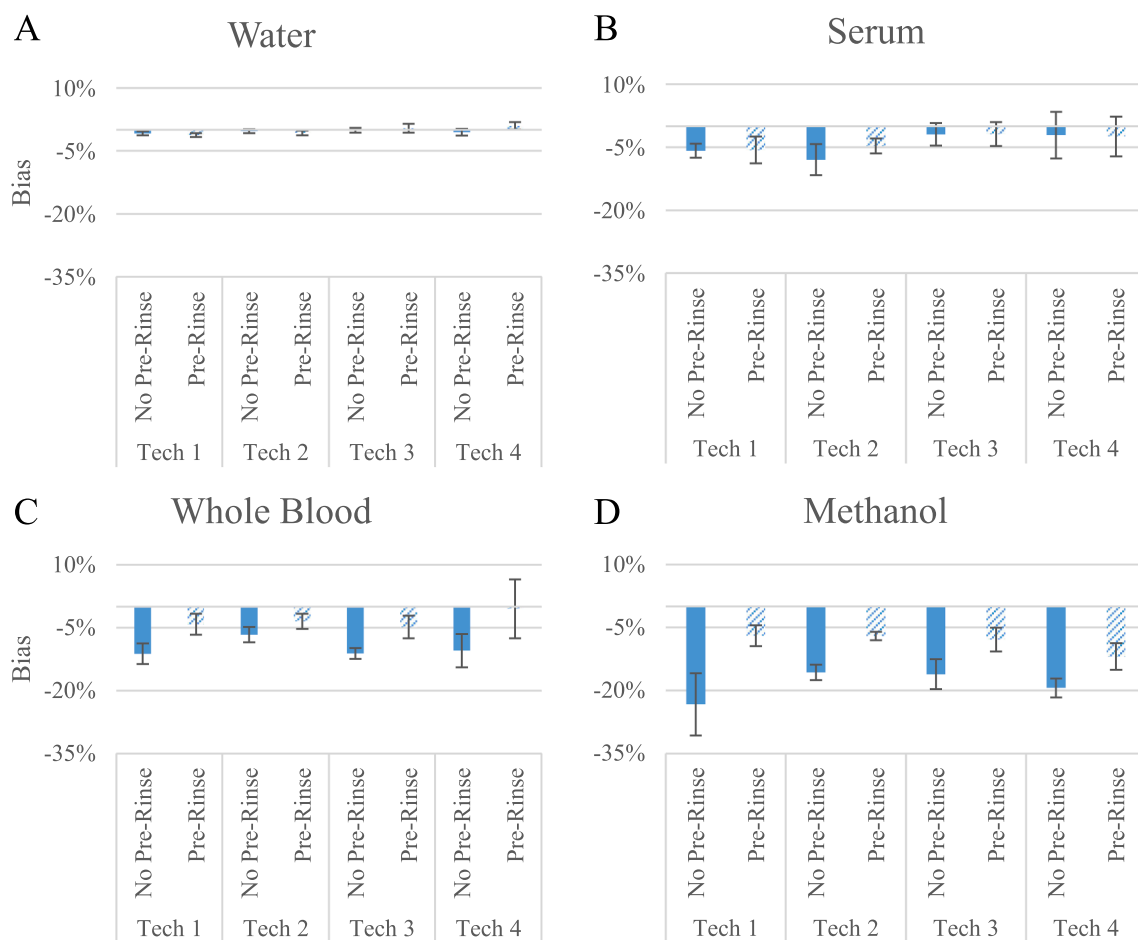 A
Water
10%
-5%
-20%
-35%
Bias
No Pre-Rinse
Pre-Rinse
No Pre-Rinse
Pre-Rinse
No Pre-Rinse
Pre-Rinse
No Pre-Rinse
Pre-Rinse
Tech 1
Tech 2
Tech 3
Tech 4
B
Serum
10%
-5%
-20%
-35%
No Pre-Rinse
Pre-Rinse
No Pre-Rinse
Pre-Rinse
No Pre-Rinse
Pre-Rinse
No Pre-Rinse
Pre-Rinse
Tech 1
Tech 2
Tech 3
Tech 4
C
Whole Blood
10%
-5%
-20%
-35%
Bias
No Pre-Rinse
Pre-Rinse
No Pre-Rinse
Pre-Rinse
No Pre-Rinse
Pre-Rinse
No Pre-Rinse
Pre-Rinse
Tech 1
Tech 2
Tech 3
Tech 4
D
Methanol
10%
-5%
-20%
-35%
No Pre-Rinse
Pre-Rinse
No Pre-Rinse
Pre-Rinse
No Pre-Rinse
Pre-Rinse
No Pre-Rinse
Pre-Rinse
Tech 1
Tech 2
Tech 3
Tech 4